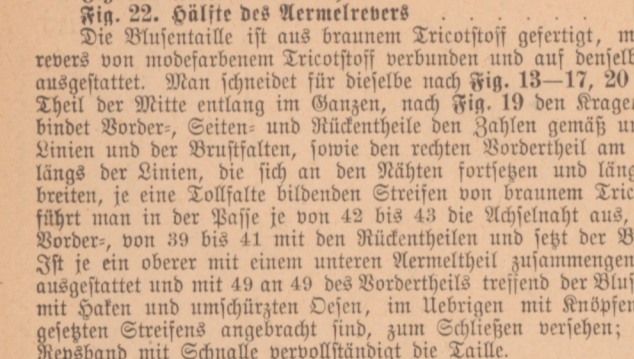 Fig. 22. Hälfte des Aermelrevers . . . . . .
Die Blusentaille ist aus braunem Tricotstoff gefertigt, m
revers von modefarbenem Tricotstoff verbunden und auf denselb
ausgestattet. Man schneidet für dieselbe nach Fig. 13—17, 20
Theil der Mitte entlang im Ganzen, nach Fig. 19 den Krage
bindet Vorder-, Seiten- und Rückentheile den Zahlen gemäß u
Linien und der Brustfalten, sowie den rechten Vordertheil am
längs der Linien, die sich an den Nähten fortsetzen und läng
breiten, je eine Tollfalte bildenden Streifen von braunem Tric
führt man in der Passe je von 42 bis 43 die Achselnaht aus,
Vorder-, von 39 bis 41 mit den Rückentheilen und setzt der B
Ist je ein oberer mit einem unteren Aermeltheil zusammengen
ausgestattet und mit 49 an 49 des Vordertheils treffend der Blus
mit Haken und umschürzten Oesen, im Uebrigen mit Knöpfen
gesetzten Streifens angebracht sind, zum Schließen versehen;
Repsband mit Schnalle vervollständigt die Taille.